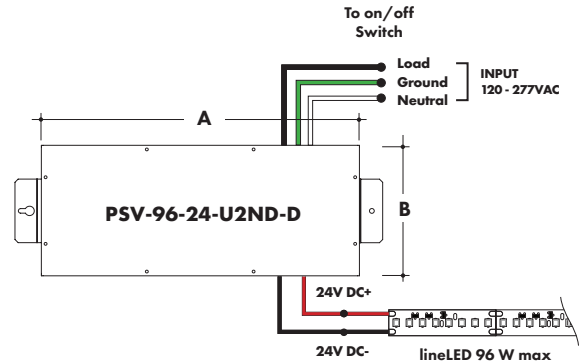 To on/off
Switch
Load
Ground
Neutral
INPUT
120 - 277VAC
A
B
PSV-96-24-U2ND-D
24V DC+
24V DC-
lineLED 96 W max